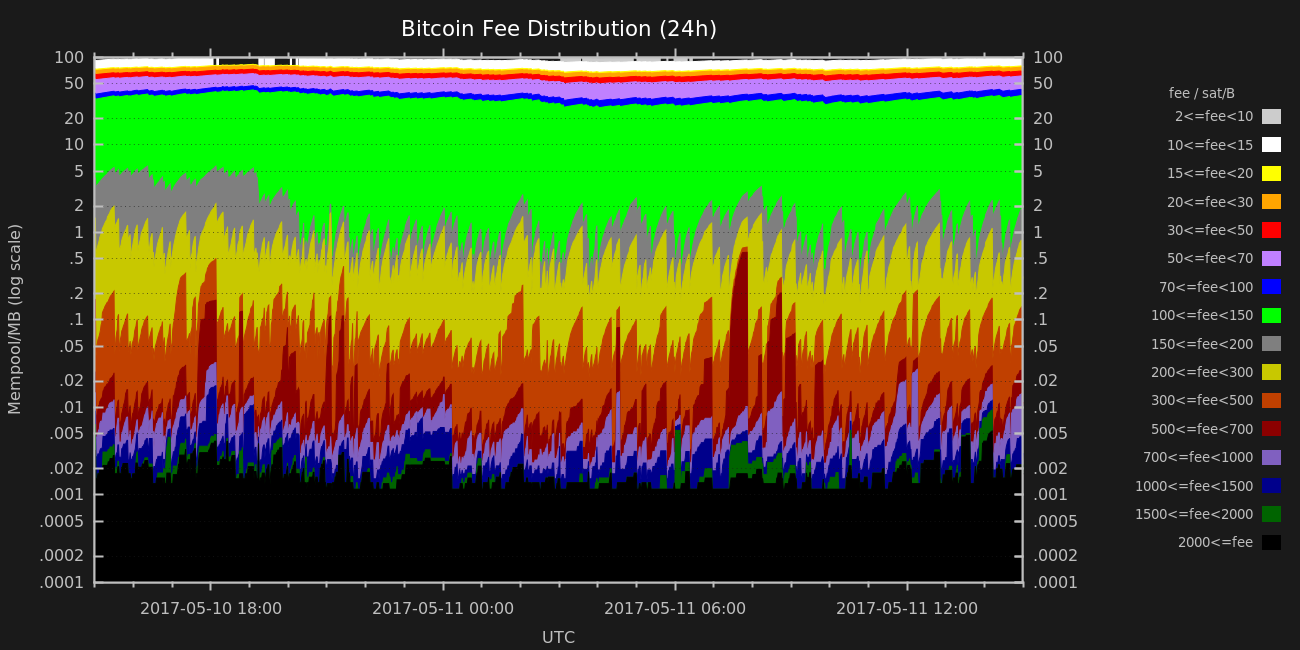 Bitcoin Fee Distribution (24h)
100 100
50 50
20 20
10 10
5 5
2 2
1 1
.5 .5
.2 .2
.1 .1
.05 .05
.02 .02
.01 .01
.005 .005
.002 .002
.001 .001
.0005 .0005
.0002 .0002
.0001 .0001
Mempool/MB (log scale)
2017-05-10 18:00 2017-05-11 00:00 2017-05-11 06:00 2017-05-11 12:00
UTC
fee / sat/B
2<=fee<10
10<=fee<15
15<=fee<20
20<=fee<30
30<=fee<50
50<=fee<70
70<=fee<100
100<=fee<150
150<=fee<200
200<=fee<300
300<=fee<500
500<=fee<700
700<=fee<1000
1000<=fee<1500
1500<=fee<2000
2000<=fee